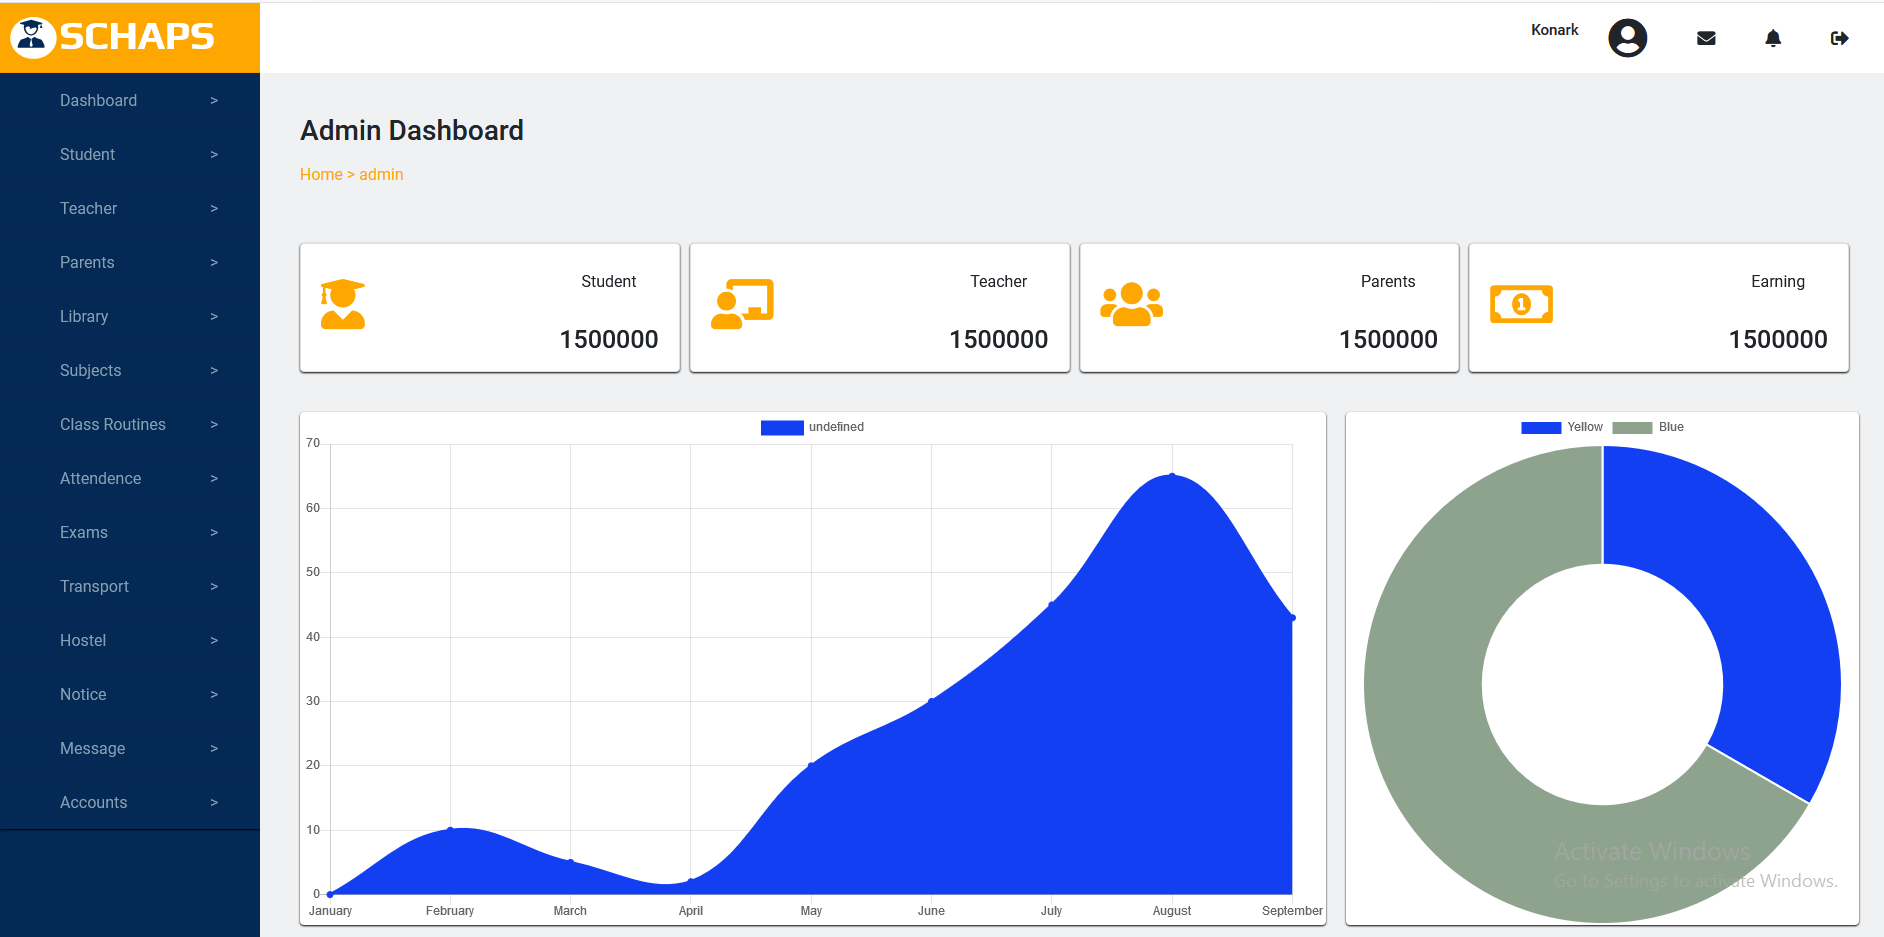 SCHAPS
Konark
Dashboard >
Student >
Teacher >
Parents >
Library >
Subjects >
Class Routines >
Attendence >
Exams >
Transport >
Hostel >
Notice >
Message >
Accounts >
Admin Dashboard
Home > admin
Student
1500000
Teacher
1500000
Parents
1500000
1
Earning
1500000
undefined
70
60
50
40
30
20
10
0
January February March April May June July August September
Yellow Blue
Activate Windows
Go to Settings to activate Windows.